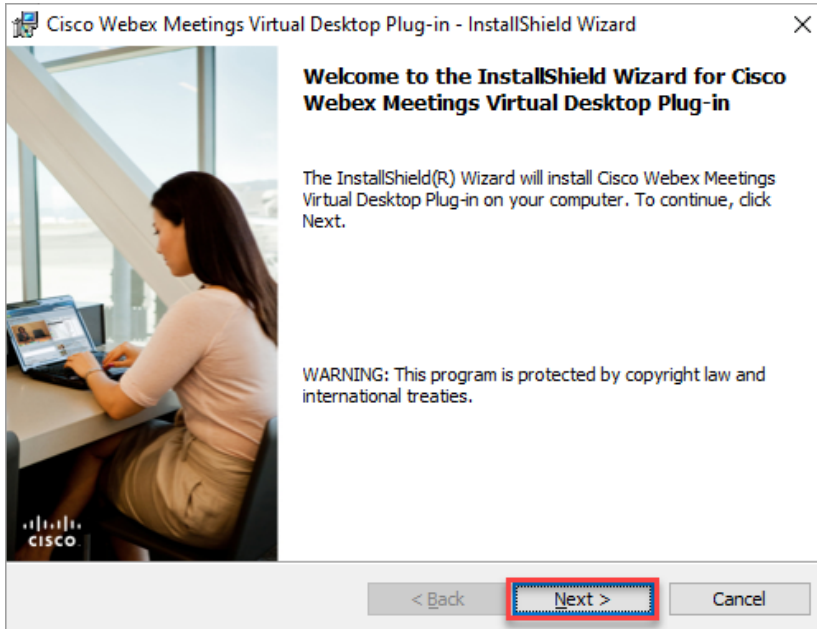 Cisco Webex Meetings Virtual Desktop Plug-in - InstallShield Wizard
Welcome to the InstallShield Wizard for Cisco
Webex Meetings Virtual Desktop Plug-in
The InstallShield(R) Wizard will install Cisco Webex Meetings
Virtual Desktop Plug-in on your computer. To continue, click
Next.
WARNING: This program is protected by copyright law and
international treaties.
CISCO
< Back
Next >
Cancel